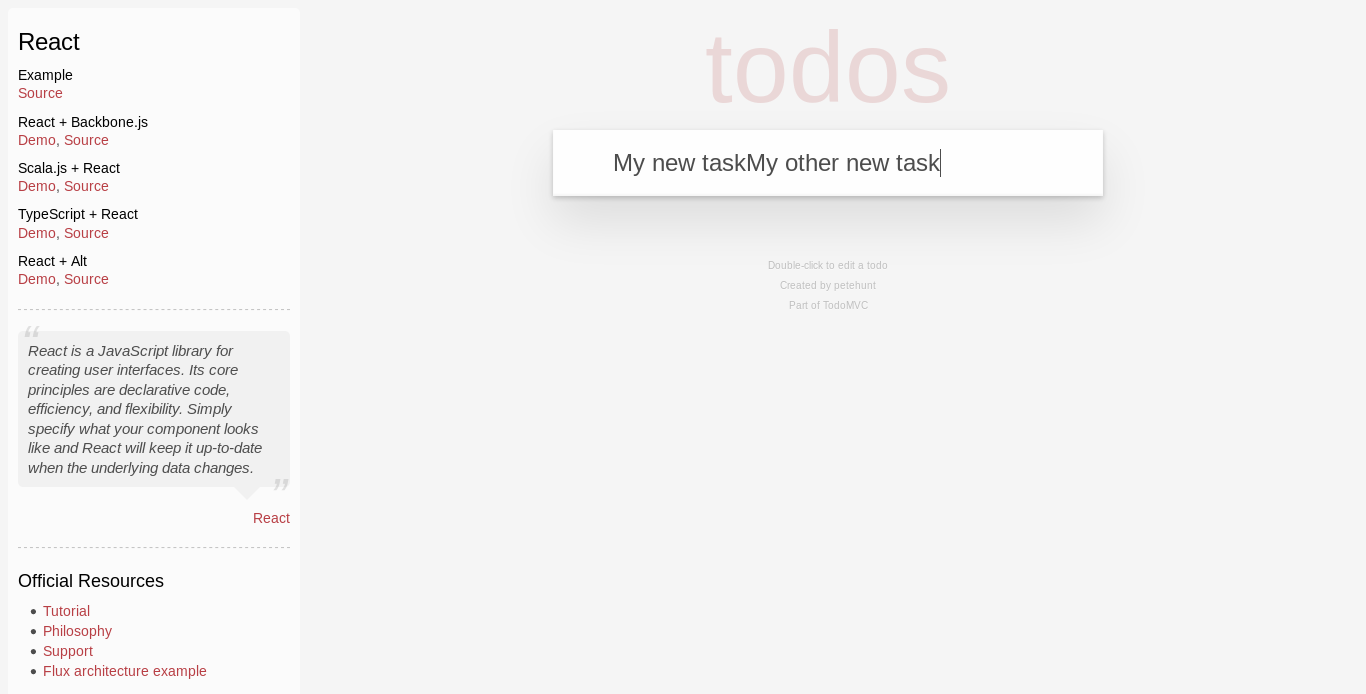 React
Example
Source
React + Backbone.js
Demo, Source
Scala.js + React
Demo, Source
TypeScript + React
Demo, Source
React + Alt
Demo, Source
“
React is a JavaScript library for
creating user interfaces. Its core
principles are declarative code,
efficiency, and flexibility. Simply
specify what your component looks
like and React will keep it up-to-date
when the underlying data changes.
”
React
Official Resources
• Tutorial
• Philosophy
• Support
• Flux architecture example
todos
My new taskMy other new task
Double-click to edit a todo
Created by petehunt
Part of TodoMVC